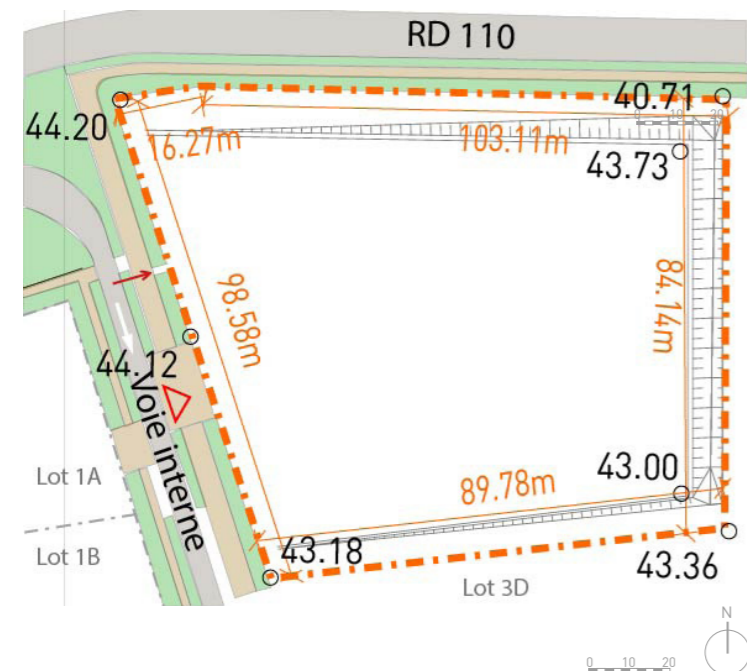 RD 110
40.71
44.20
16.27m
103.11m
43.73
98.58m
84.14m
44.12
Voie interne
43.00
Lot 1A
89.78m
43.18
Lot 1B
43.36
Lot 3D
N
0 10 20